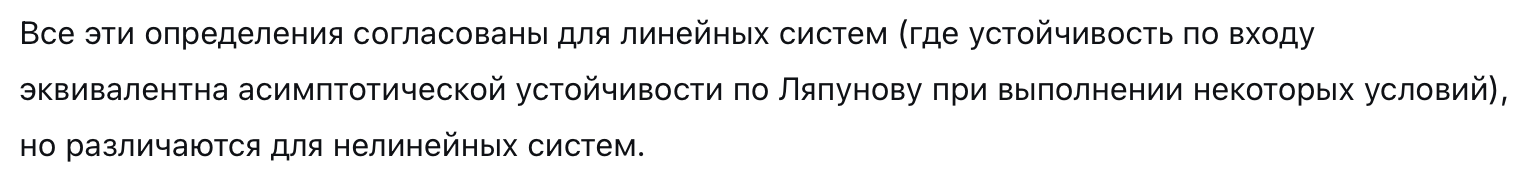 Все эти определения согласованы для линейных систем (где устойчивость по входу
эквивалентна асимптотической устойчивости по Ляпунову при выполнении некоторых условий),
но различаются для нелинейных систем.